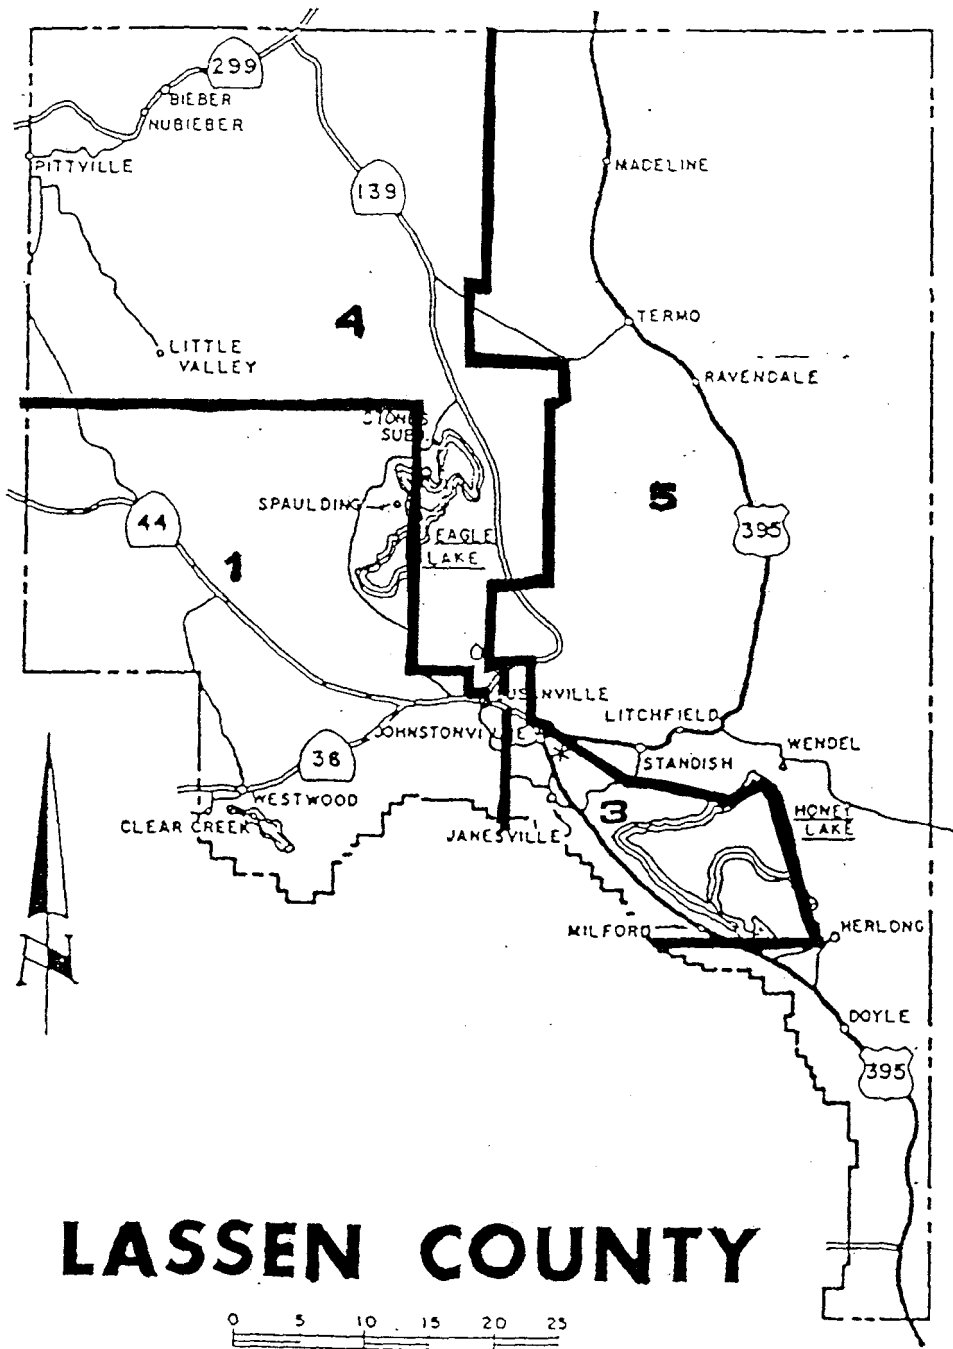 299
BIEBER
NUBIEBER
PITTYVILLE
MADELINE
139
TERMO
4
LITTLE
VALLEY
RAVENDALE
SUB.
SPAULDING
5
44
EAGLE
LAKE
395
1
LITCHFIELD
WENDEL
STANDISH
38
WESTWOOD
3
HONEY
LAKE
CLEAR CREEK
JANESVILLE
MILFORD
HERLONG
N
DOYLE
395
LASSEN COUNTY
0 5 10 15 20 25